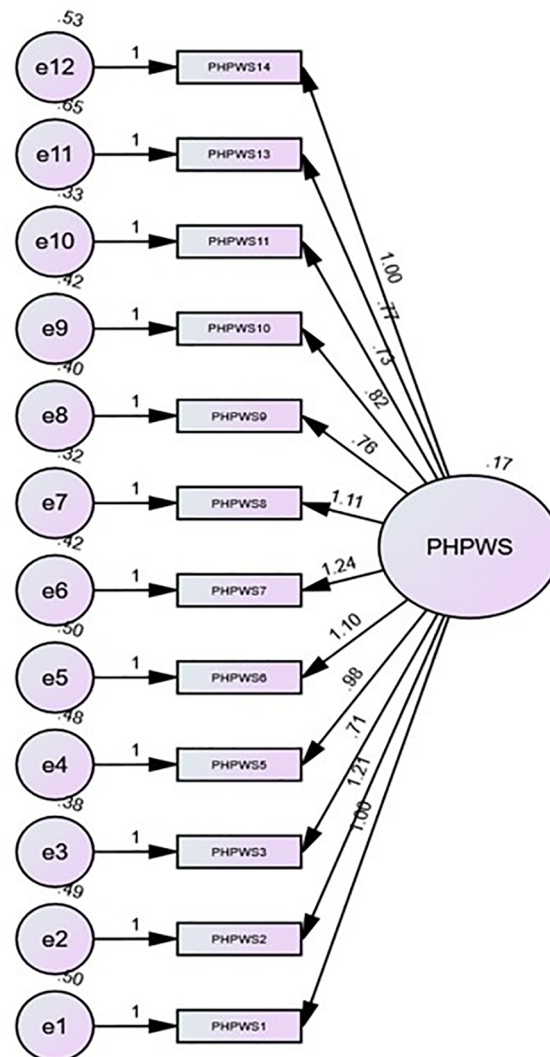 .53
e12 1 PHPWS14
.65
e11 1 PHPWS13
.33
e10 1 PHPWS11
.42
e9 1 PHPWS10
.40
e8 1 PHPWS9
.32
e7 1 PHPWS8
.42
e6 1 PHPWS7
.50
e5 1 PHPWS6
.48
e4 1 PHPWS5
.38
e3 1 PHPWS3
.49
e2 1 PHPWS2
.50
e1 1 PHPWS1
1.00
.77
.73
.82
.76
1.11
1.24
1.10
.98
.71
1.21
1.00
.17
PHPWS